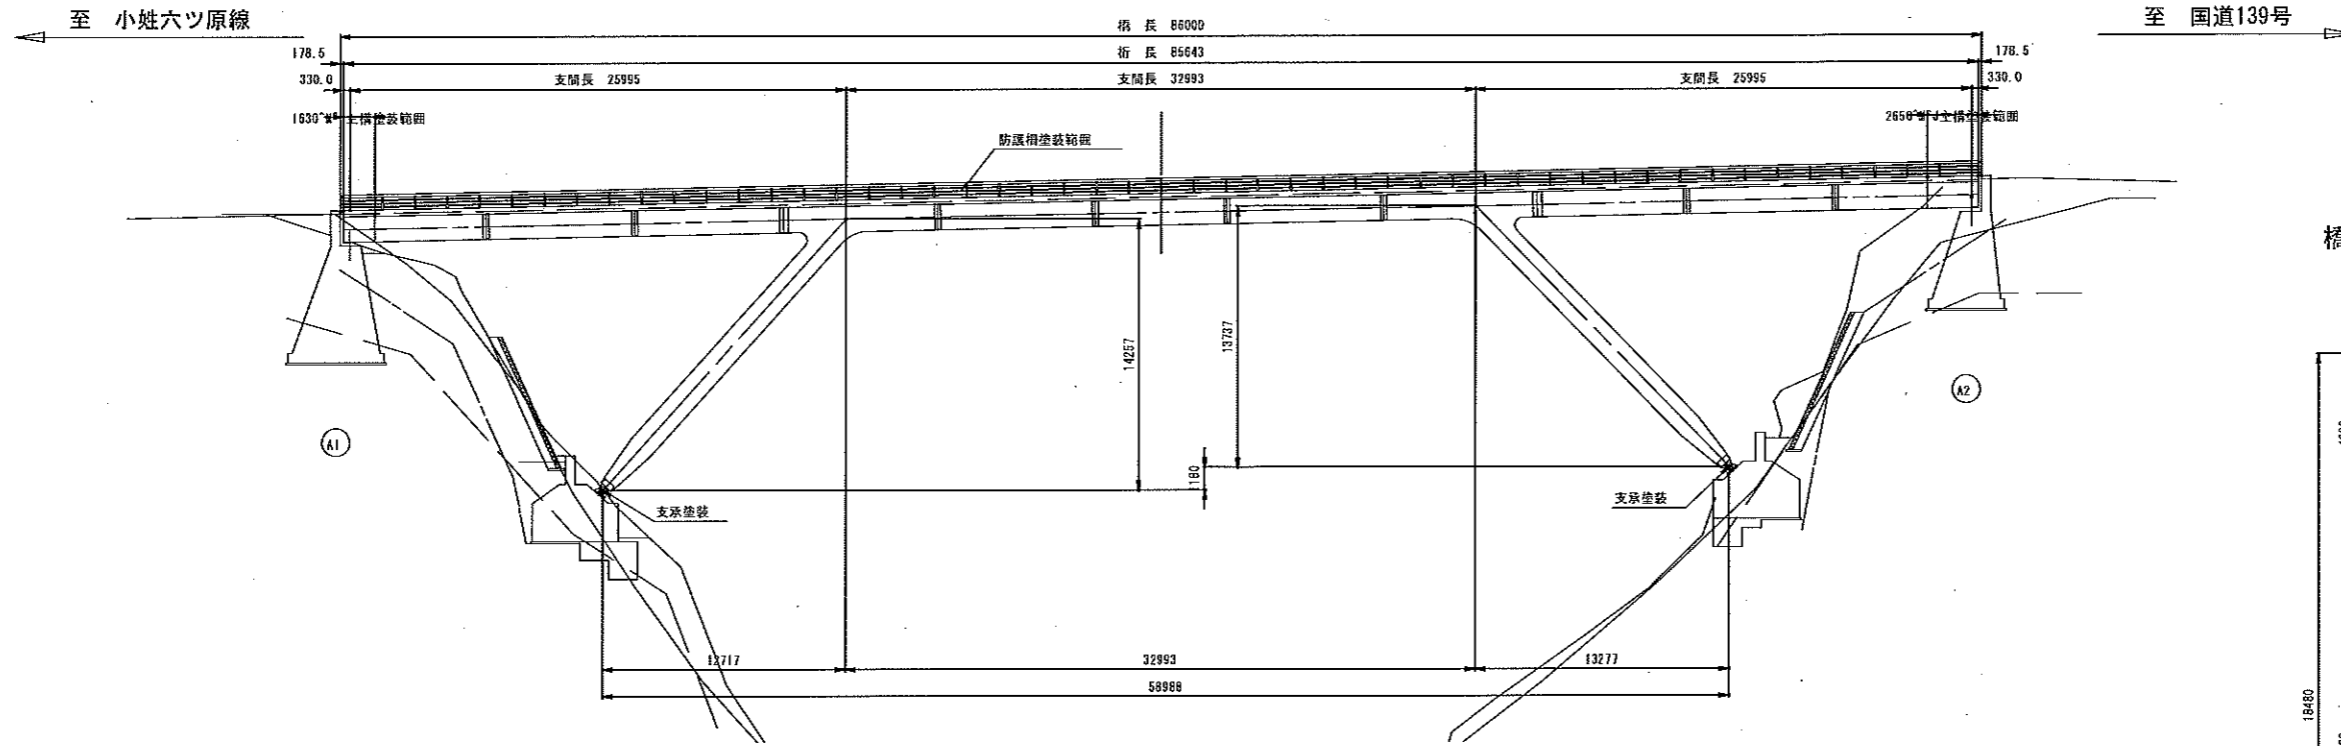 至 小姓六ツ原線
至 国道139号
橋 長 86000
178.5
桁 長 85643
178.5
330.0
支間長 25995
支間長 32993
支間長 25995
330.0
主構塗装範囲
主構塗装範囲
防護柵塗装範囲
橋
14257
13737
A1
A2
1180
支承塗装
支承塗装
12717
32993
13277
58988
18480